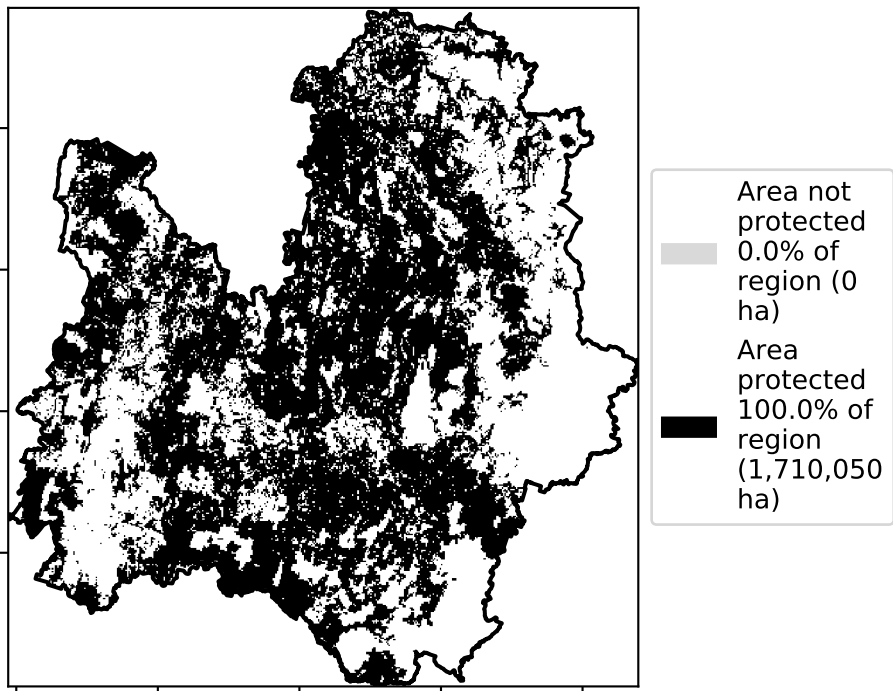 Area not
protected
0.0% of
region (0
ha)
Area
protected
100.0% of
region
(1,710,050
ha)